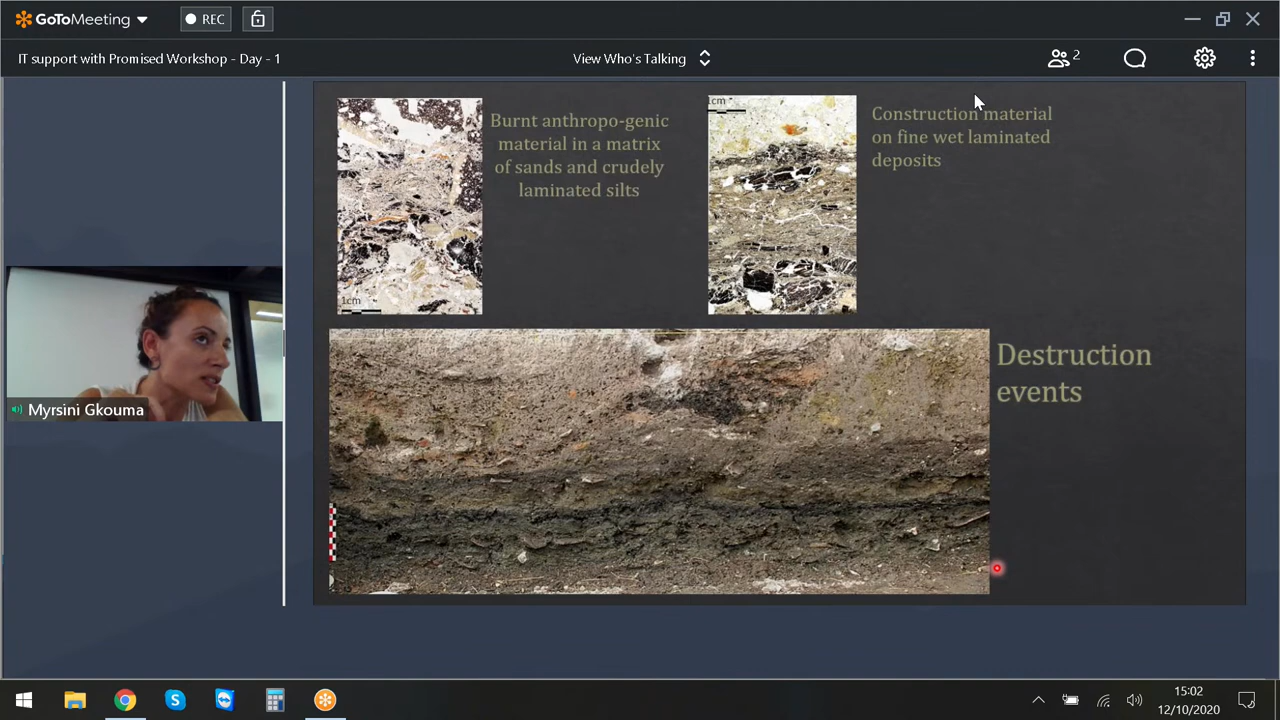 GoToMeeting
REC
IT support with Promised Workshop - Day - 1
View Who's Talking
2
1cm
Burnt anthropo-genic
material in a matrix
of sands and crudely
laminated silts
1cm
Construction material
on fine wet laminated
deposits
Myrsini Gkouma
Destruction
events
15:02
12/10/2020